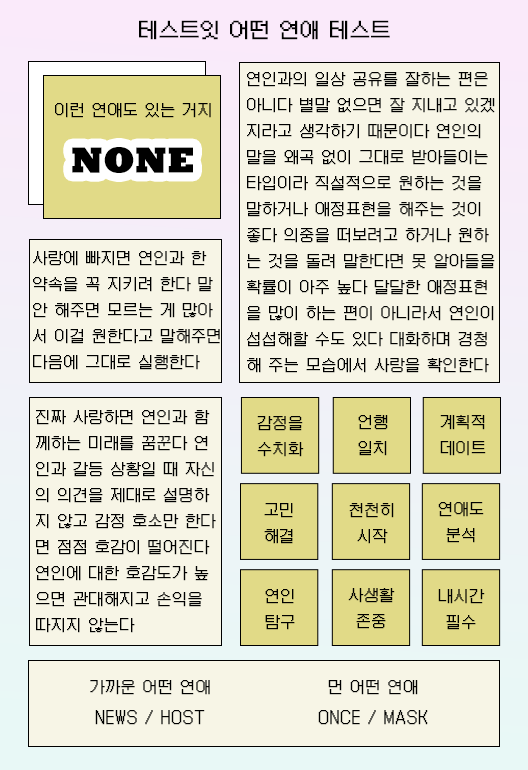 테스트잇 어떤 연애 테스트
이런 연애도 있는 거지
NONE
연인과의 일상 공유를 잘하는 편은
아니다 별말 없으면 잘 지내고 있겠
지라고 생각하기 때문이다 연인의
말을 왜곡 없이 그대로 받아들이는
타입이라 직설적으로 원하는 것을
말하거나 애정표현을 해주는 것이
좋다 의중을 떠보려고 하거나 원하
는 것을 돌려 말한다면 못 알아들을
확률이 아주 높다 달달한 애정표현
을 많이 하는 편이 아니라서 연인이
섭섭해할 수도 있다 대화하며 경청
해 주는 모습에서 사랑을 확인한다
사랑에 빠지면 연인과 한
약속을 꼭 지키려 한다 말
안 해주면 모르는 게 많아
서 이걸 원한다고 말해주면
다음에 그대로 실행한다
진짜 사랑하면 연인과 함
께하는 미래를 꿈꾼다 연
인과 갈등 상황일 때 자신
의 의견을 제대로 설명하
지 않고 감정 호소만 한다
면 점점 호감이 떨어진다
연인에 대한 호감도가 높
으면 관대해지고 손익을
따지지 않는다
감정을
수치화
언행
일치
계획적
데이트
고민
해결
천천히
시작
연애도
분석
연인
탐구
사생활
존중
내시간
필수
가까운 어떤 연애
NEWS / HOST
먼 어떤 연애
ONCE / MASK